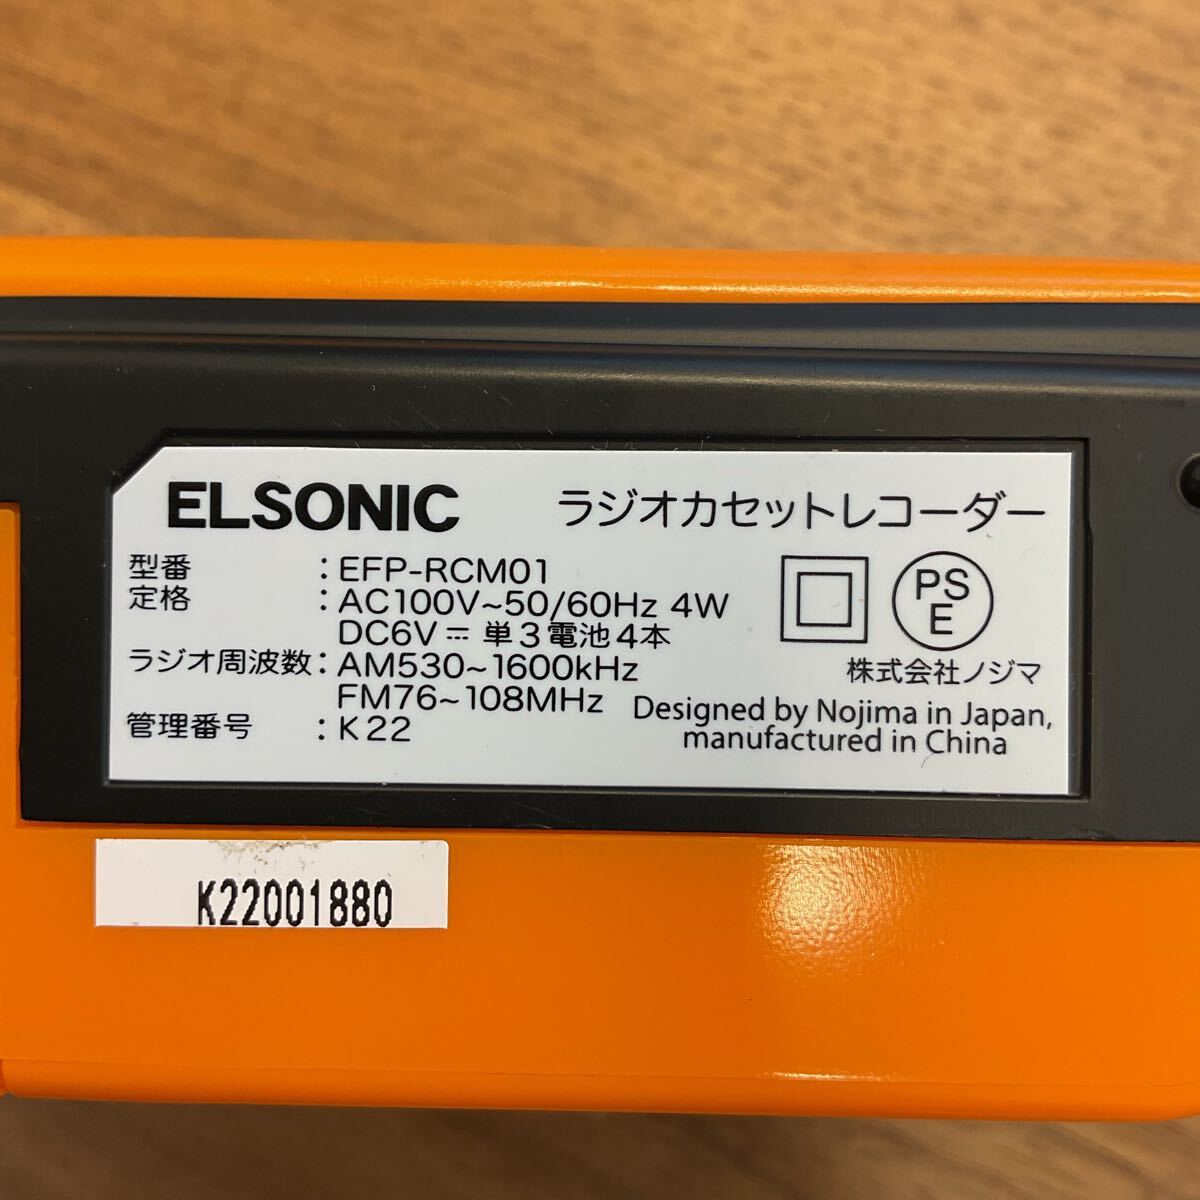 ELSONIC ラジオカセットレコーダー
型番 : EFP-RCM01
定格 : AC100V~50/60Hz 4W
DC6V⎓単3電池4本
ラジオ周波数 : AM530~1600kHz
FM76~108MHz
管理番号 : K22
PS
E
株式会社ノジマ
Designed by Nojima in Japan,
manufactured in China
K22001880